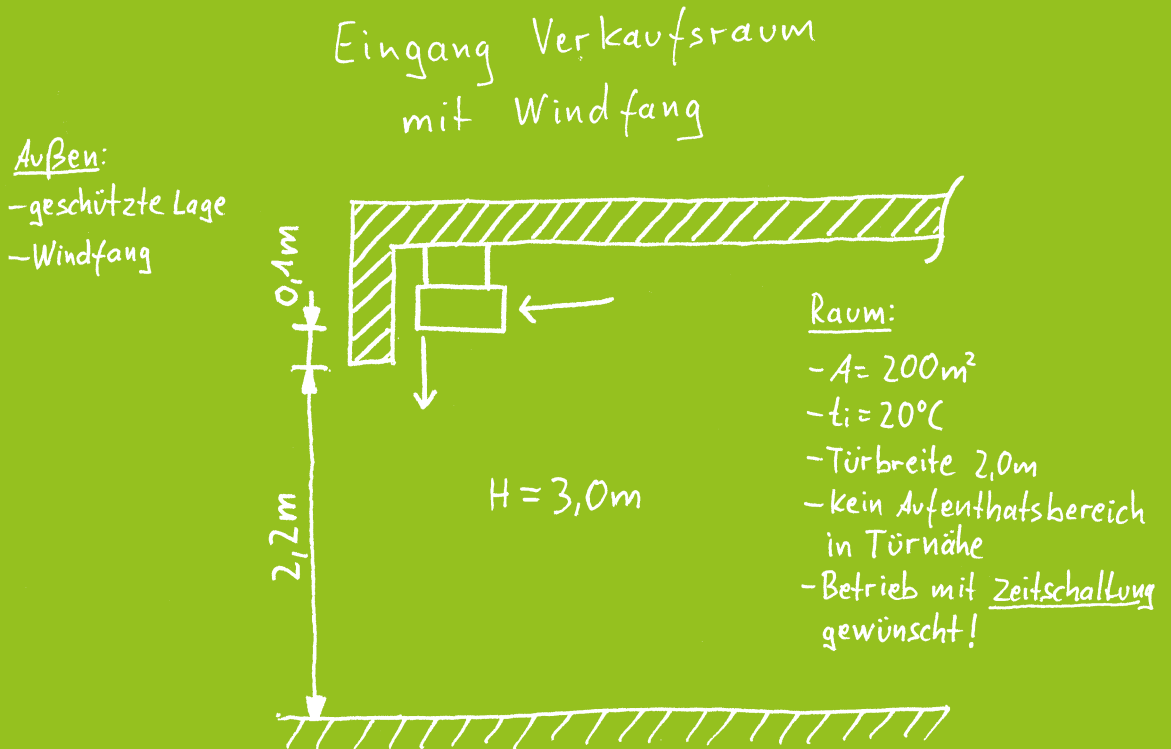 Eingang Verkaufsraum
mit Windfang
Außen:
-geschützte Lage
-Windfang
0,1m
2,2m
H = 3,0m
Raum:
- A= 200m²
- ti = 20°C
- Türbreite 2,0m
- kein Aufenthatsbereich
in Türnähe
- Betrieb mit Zeitschaltung
gewünscht!